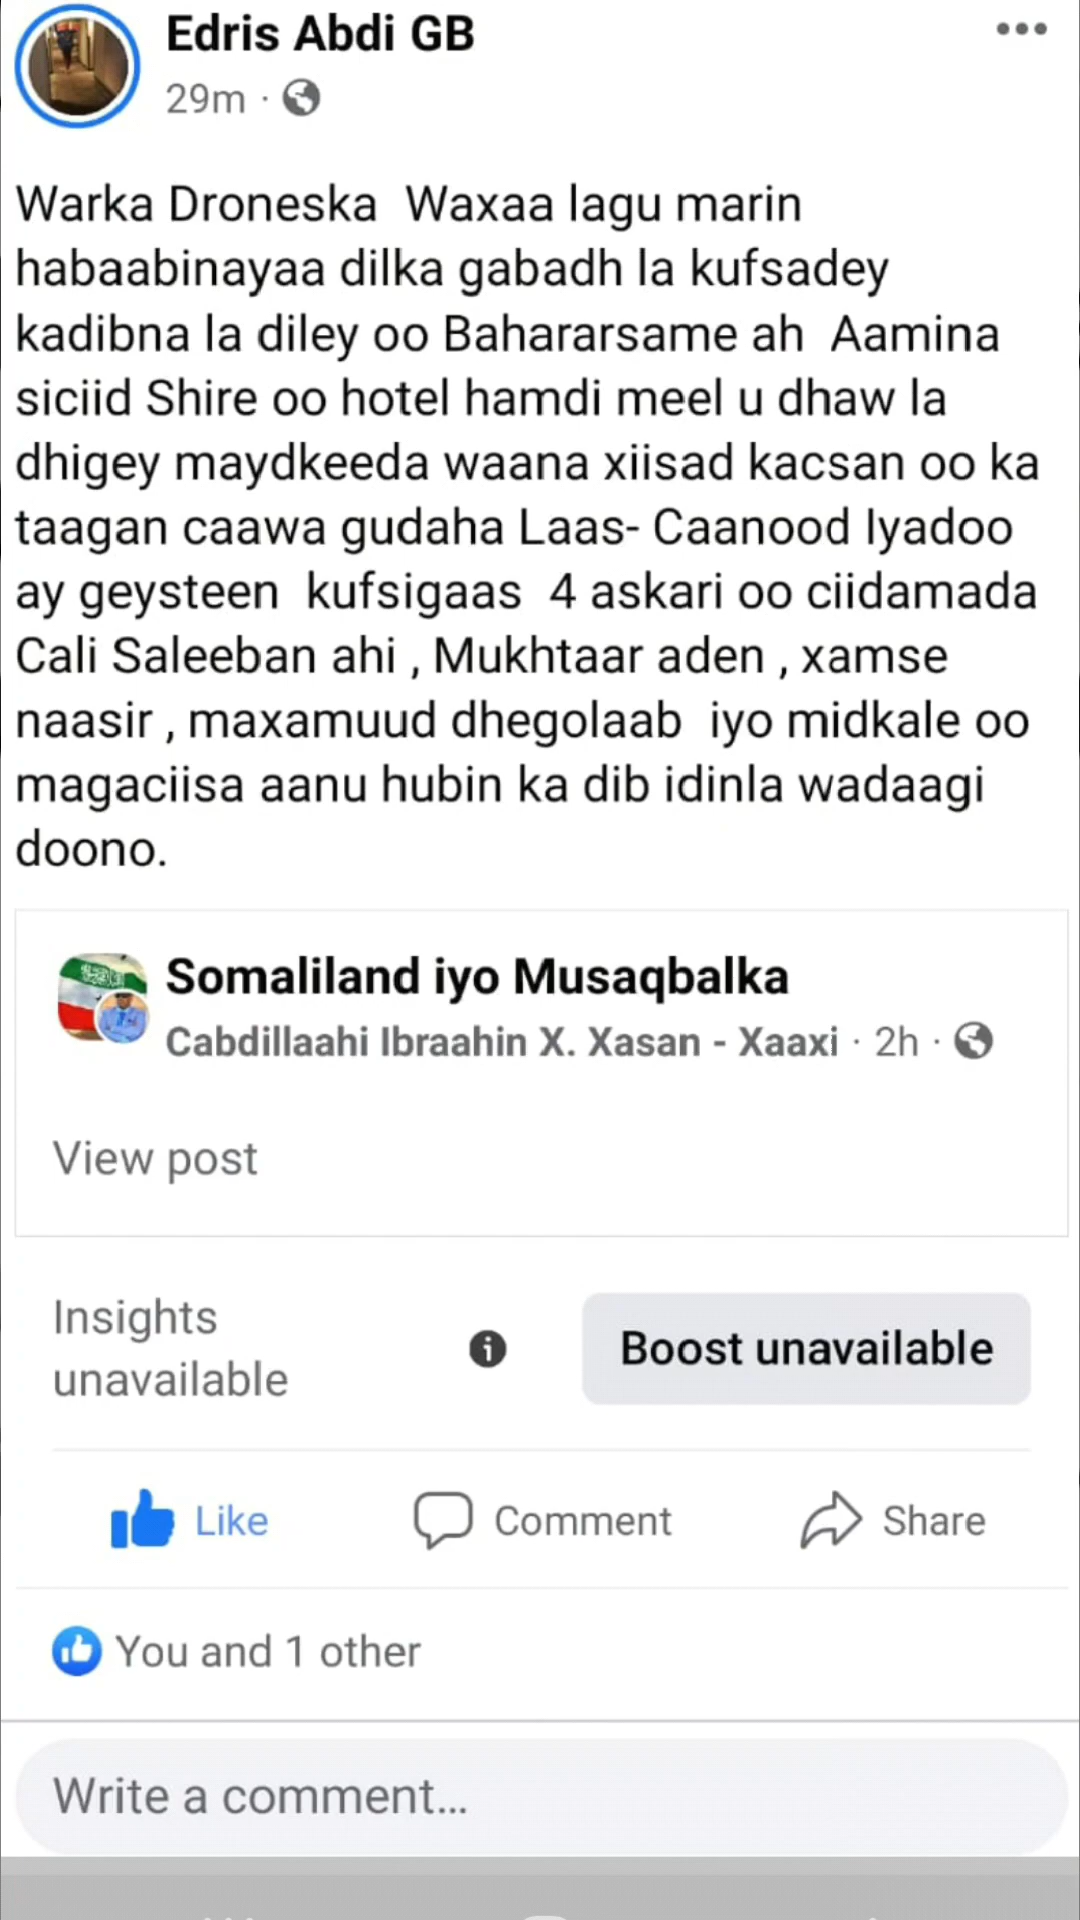 Edris Abdi GB
29m ·
Warka Droneska  Waxaa lagu marin
habaabinayaa dilka gabadh la kufsadey
kadibna la diley oo Bahararsame ah  Aamina
siciid Shire oo hotel hamdi meel u dhaw la
dhigey maydkeeda waana xiisad kacsan oo ka
taagan caawa gudaha Laas- Caanood Iyadoo
ay geysteen  kufsigaas  4 askari oo ciidamada
Cali Saleeban ahi , Mukhtaar aden , xamse
naasir , maxamuud dhegolaab  iyo midkale oo
magaciisa aanu hubin ka dib idinla wadaagi
doono.
Somaliland iyo Musaqbalka
Cabdillaahi Ibraahin X. Xasan - Xaaxi · 2h ·
View post
Insights
unavailable
Boost unavailable
Like
Comment
Share
You and 1 other
Write a comment...